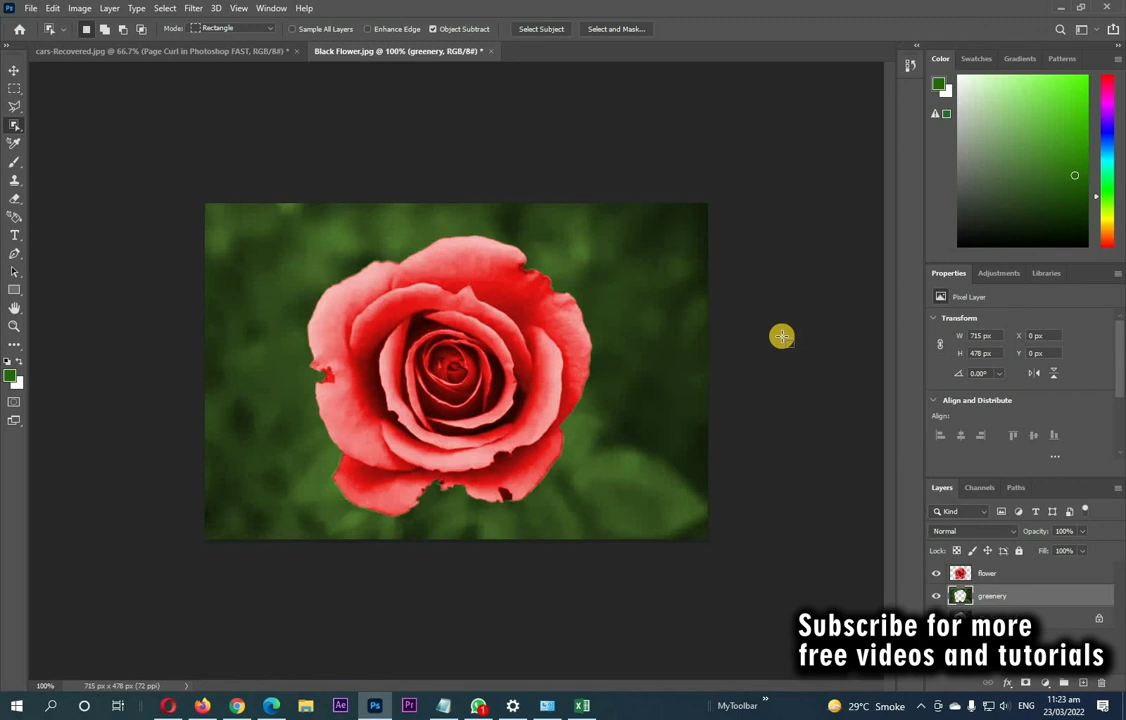 Ps File Edit Image Layer Type Select Filter 3D View Window Help
Mode: Rectangle Sample All Layers Enhance Edge Object Subtract Select Subject Select and Mask...
cars-Recovered.jpg @ 66.7% (Page Curl in Photoshop FAST, RGB/8#) * × Black Flower.jpg @ 100% (greenery, RGB/8#) * ×
Color Swatches Gradients Patterns
Properties Adjustments Libraries
Pixel Layer
Transform
W 715 px X 0 px
H 478 px Y 0 px
0.00°
Align and Distribute
Align:
Layers Channels Paths
Kind
Normal Opacity: 100%
Lock: Fill: 100%
flower
greenery
Subscribe for more
free videos and tutorials
100% 715 px x 478 px (72 ppi)
Ae Ps Pr 1 MyToolbar 29°C Smoke ENG 11:23 am
23/03/2022